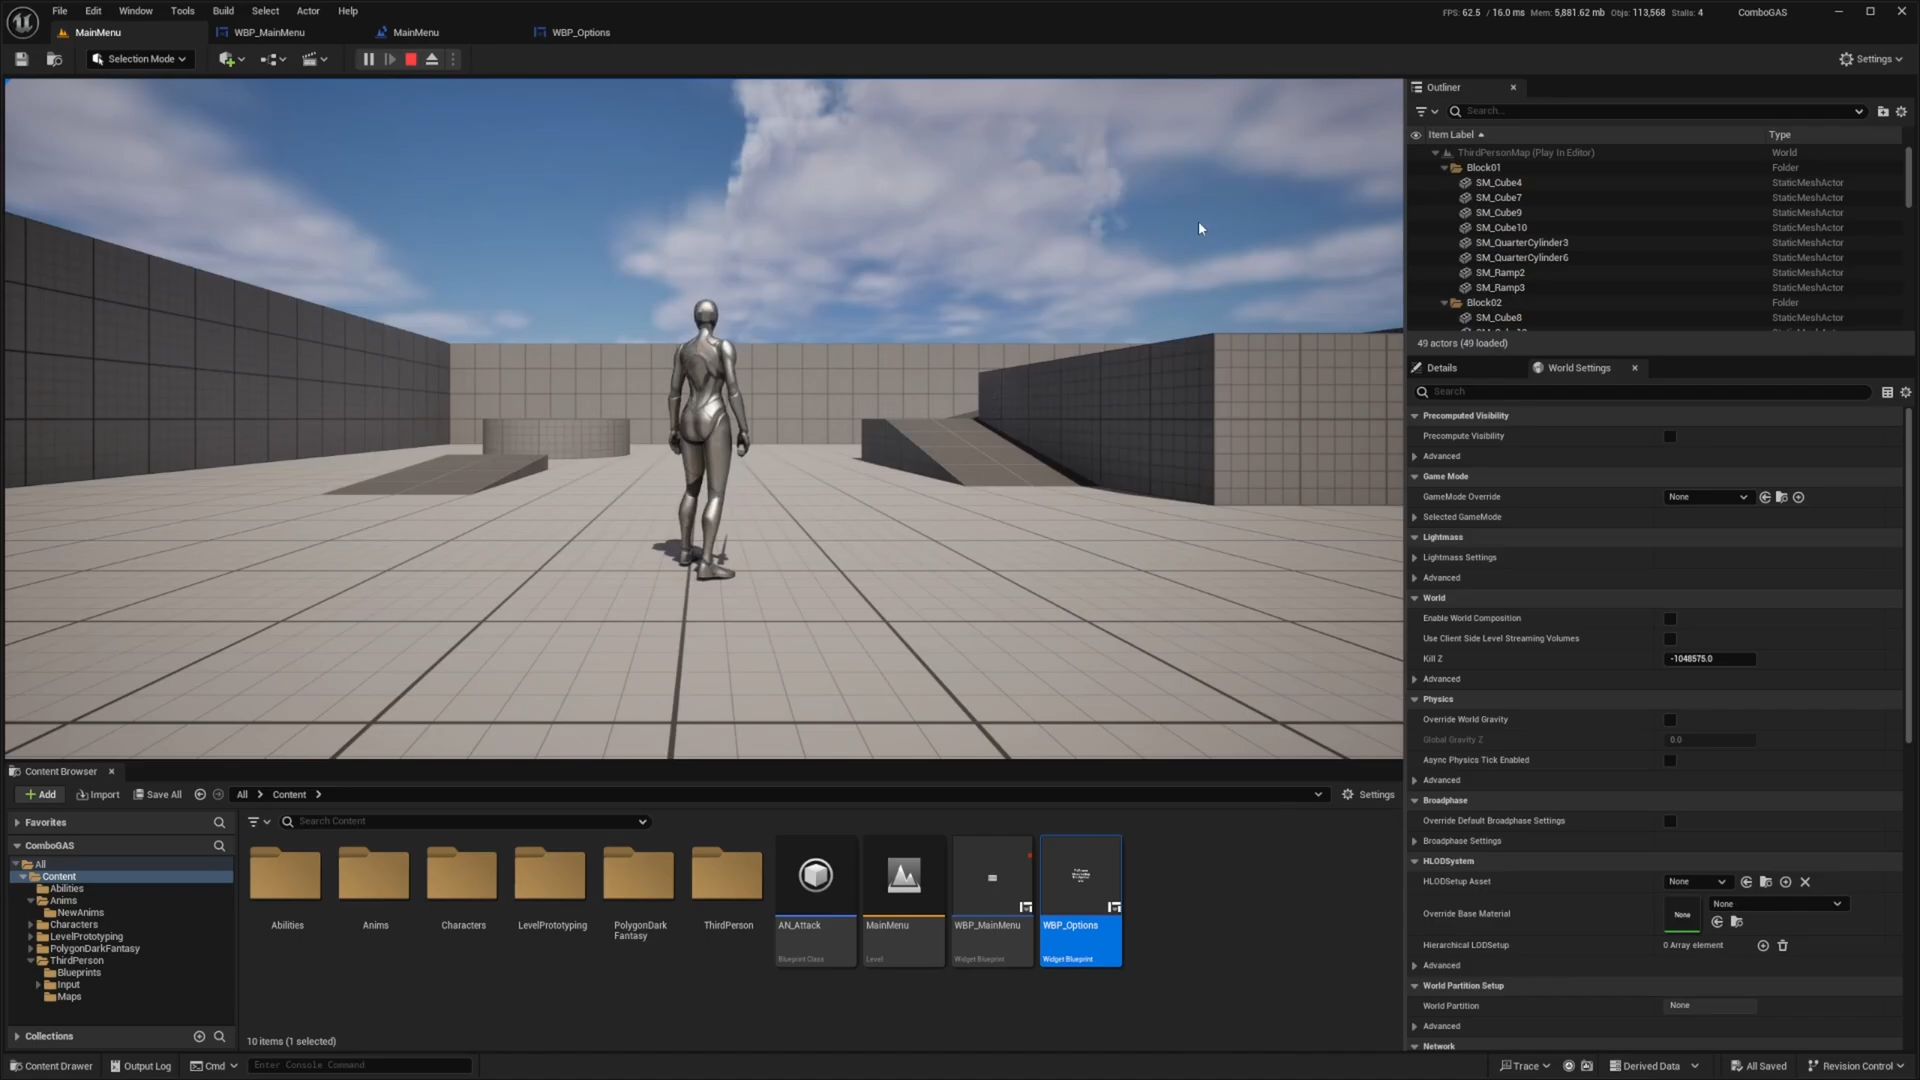 File Edit Window Tools Build Select Actor Help
FPS: 62.5 / 16.0 ms Mem: 5,881.62 mb Objs: 113,568 Stalls: 4 ComboGAS
MainMenu WBP_MainMenu MainMenu WBP_Options
Selection Mode Settings
Outliner
Search...
Item Label Type
ThirdPersonMap (Play In Editor) World
Block01 Folder
SM_Cube4 StaticMeshActor
SM_Cube7 StaticMeshActor
SM_Cube9 StaticMeshActor
SM_Cube10 StaticMeshActor
SM_QuarterCylinder3 StaticMeshActor
SM_QuarterCylinder6 StaticMeshActor
SM_Ramp2 StaticMeshActor
SM_Ramp3 StaticMeshActor
Block02 Folder
SM_Cube8 StaticMeshActor
49 actors (49 loaded)
Details World Settings
Search
Precomputed Visibility
Precompute Visibility
Advanced
Game Mode
GameMode Override None
Selected GameMode
Lightmass
Lightmass Settings
Advanced
World
Enable World Composition
Use Client Side Level Streaming Volumes
Kill Z -1048575.0
Advanced
Physics
Override World Gravity
Global Gravity Z 0.0
Async Physics Tick Enabled
Advanced
Broadphase
Override Default Broadphase Settings
Broadphase Settings
HLODSystem
HLODSetup Asset None
Override Base Material None None
Hierarchical LODSetup 0 Array element
Advanced
World Partition Setup
World Partition None
Advanced
Network
Content Browser
Add Import Save All All Content Settings
Favorites
ComboGAS
All
Content
Abilities
Anims
NewAnims
Characters
LevelPrototyping
PolygonDarkFantasy
ThirdPerson
Blueprints
Input
Maps
Collections
Search Content
Abilities Anims Characters LevelPrototyping PolygonDark ThirdPerson AN_Attack MainMenu WBP_MainMenu WBP_Options
Fantasy
Blueprint Class Level Widget Blueprint Widget Blueprint
10 items (1 selected)
Content Drawer Output Log Cmd Enter Console Command Trace Derived Data All Saved Revision Control